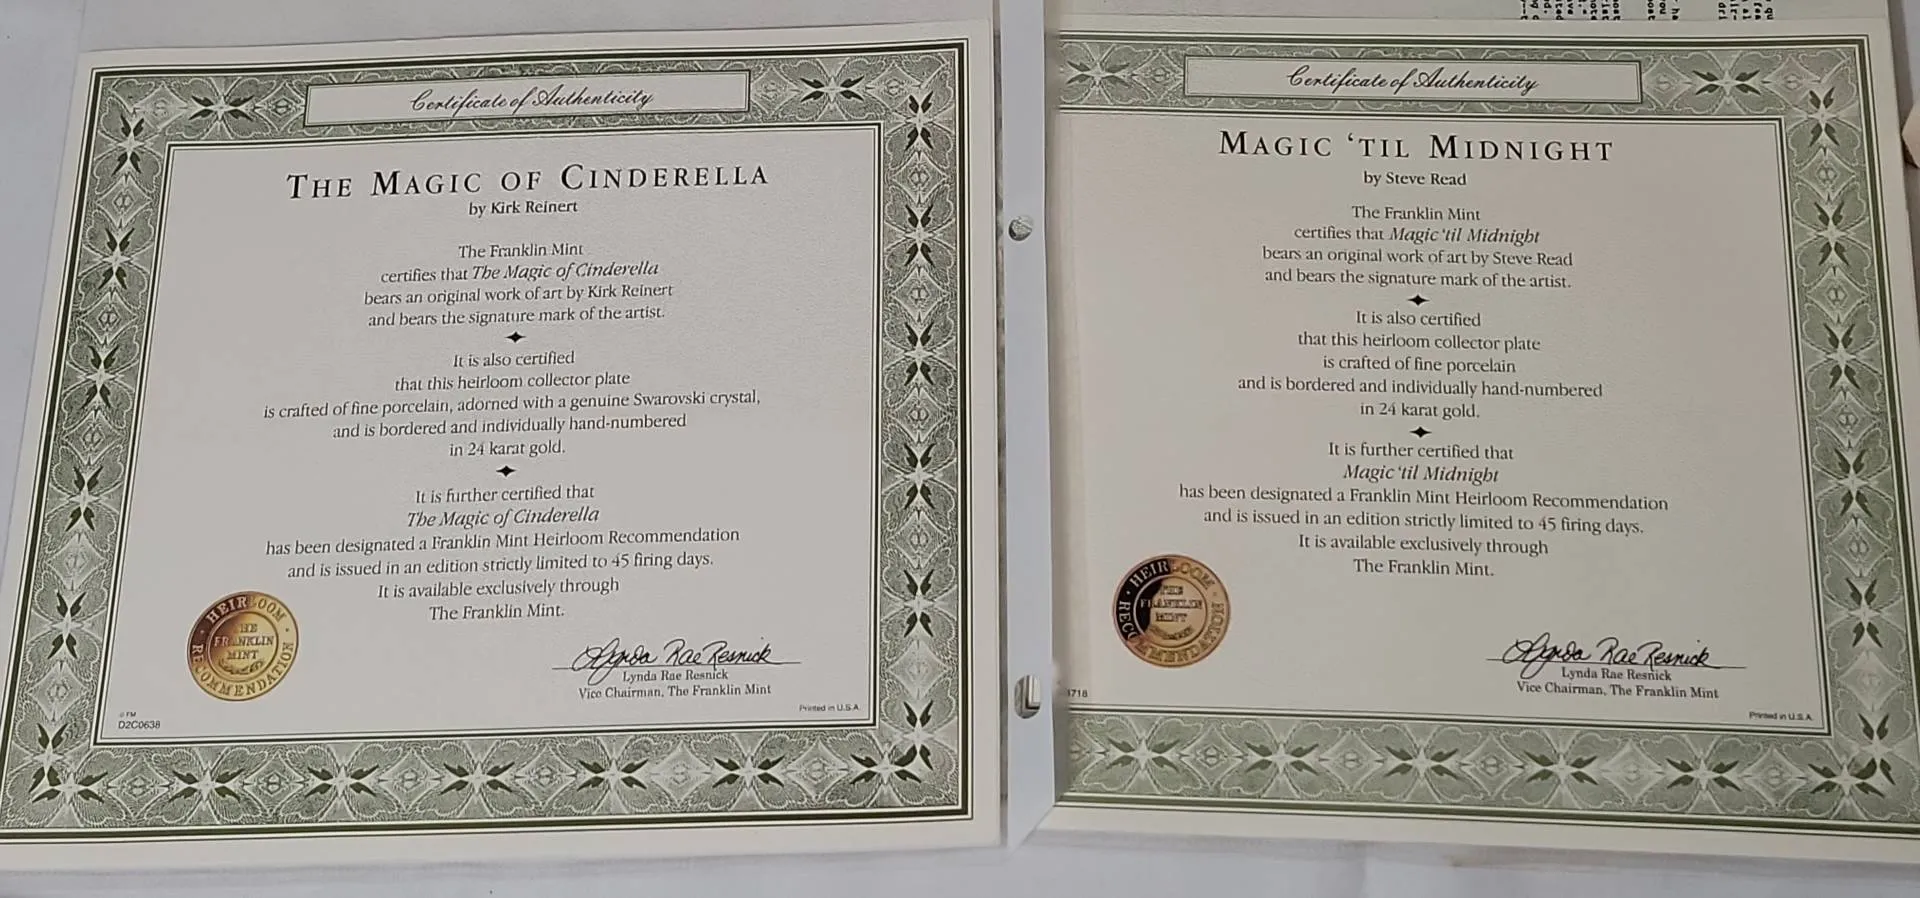 Certificate of Authenticity
THE MAGIC OF CINDERELLA
by Kirk Reinert
The Franklin Mint
certifies that The Magic of Cinderella
bears an original work of art by Kirk Reinert
and bears the signature mark of the artist.
It is also certified
that this heirloom collector plate
is crafted of fine porcelain, adorned with a genuine Swarovski crystal,
and is bordered and individually hand-numbered
in 24 karat gold.
It is further certified that
The Magic of Cinderella
has been designated a Franklin Mint Heirloom Recommendation
and is issued in an edition strictly limited to 45 firing days.
It is available exclusively through
The Franklin Mint.
HEIRLOOM RECOMMENDATION
THE
FRANKLIN
MINT
Lynda Rae Resnick
Lynda Rae Resnick
Vice Chairman, The Franklin Mint
© FM
D2C0638
Printed in U.S.A.
Certificate of Authenticity
MAGIC ‘TIL MIDNIGHT
by Steve Read
The Franklin Mint
certifies that Magic ‘til Midnight
bears an original work of art by Steve Read
and bears the signature mark of the artist.
It is also certified
that this heirloom collector plate
is crafted of fine porcelain
and is bordered and individually hand-numbered
in 24 karat gold.
It is further certified that
Magic ‘til Midnight
has been designated a Franklin Mint Heirloom Recommendation
and is issued in an edition strictly limited to 45 firing days.
It is available exclusively through
The Franklin Mint.
HEIRLOOM RECOMMENDATION
THE
FRANKLIN
MINT
Lynda Rae Resnick
Lynda Rae Resnick
Vice Chairman, The Franklin Mint
1718
Printed in U.S.A.